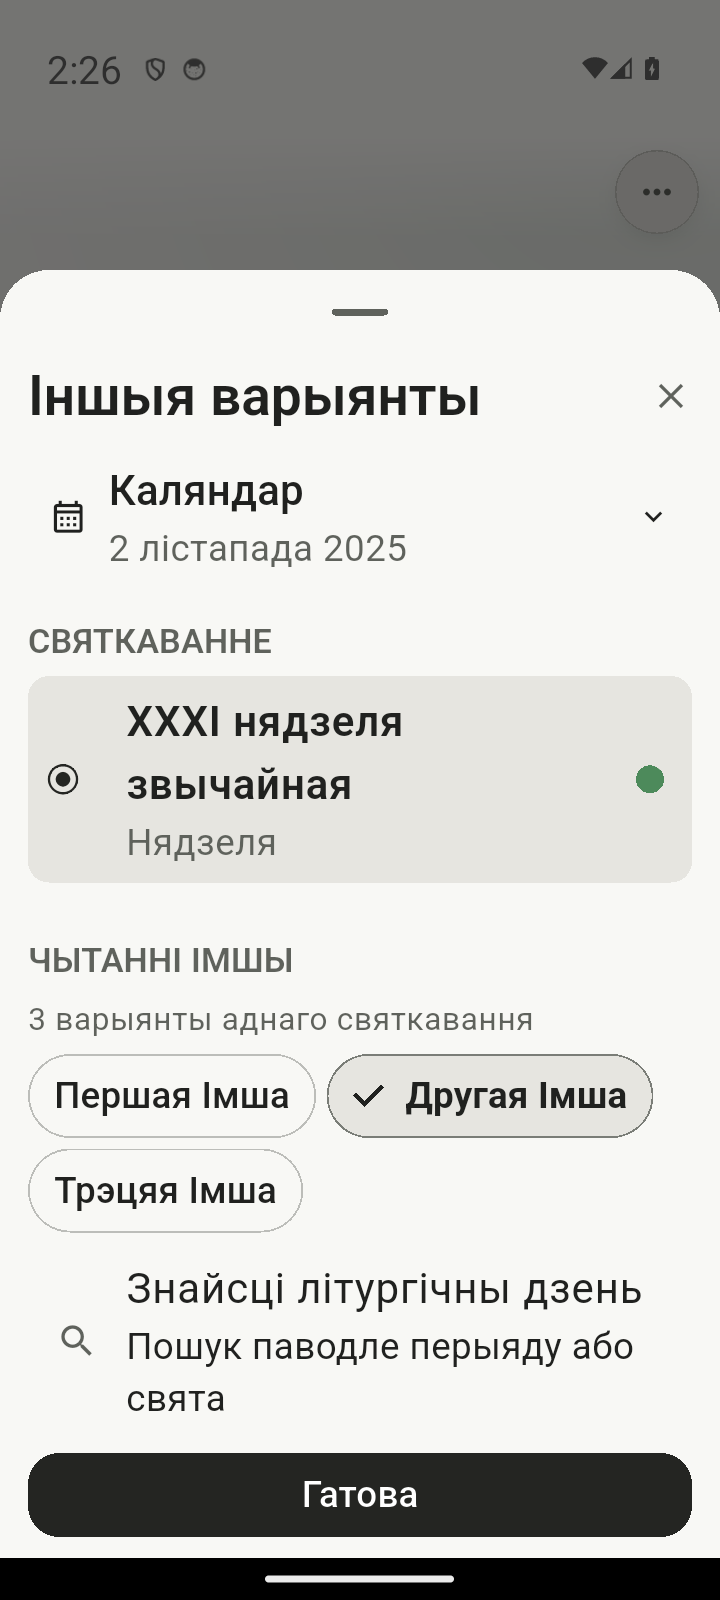 2:26
Іншыя варыянты
Каляндар
2 лістапада 2025
СВЯТКАВАННЕ
XXXI нядзеля
звычайная
Нядзеля
ЧЫТАННІ ІМШЫ
3 варыянты аднаго святкавання
Першая Імша
Другая Імша
Трэцяя Імша
Знайсці літургічны дзень
Пошук паводле перыяду або
свята
Гатова